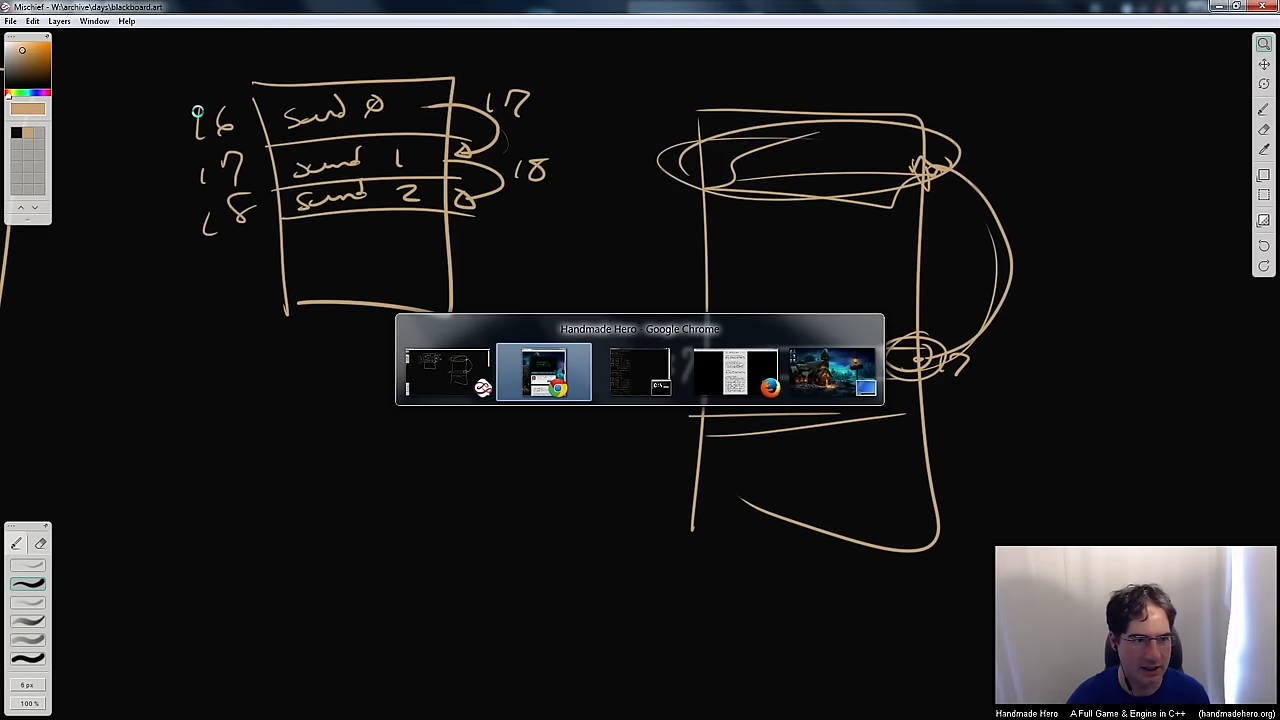 Mischief - W:\archive\days\blackboard.art
File Edit Layers Window Help
16 sound 0 17
17 sound 1 18
18 sound 2
Handmade Hero - Google Chrome
17
6 px
100 %
Handmade Hero A Full Game & Engine in C++ (handmadehero.org)